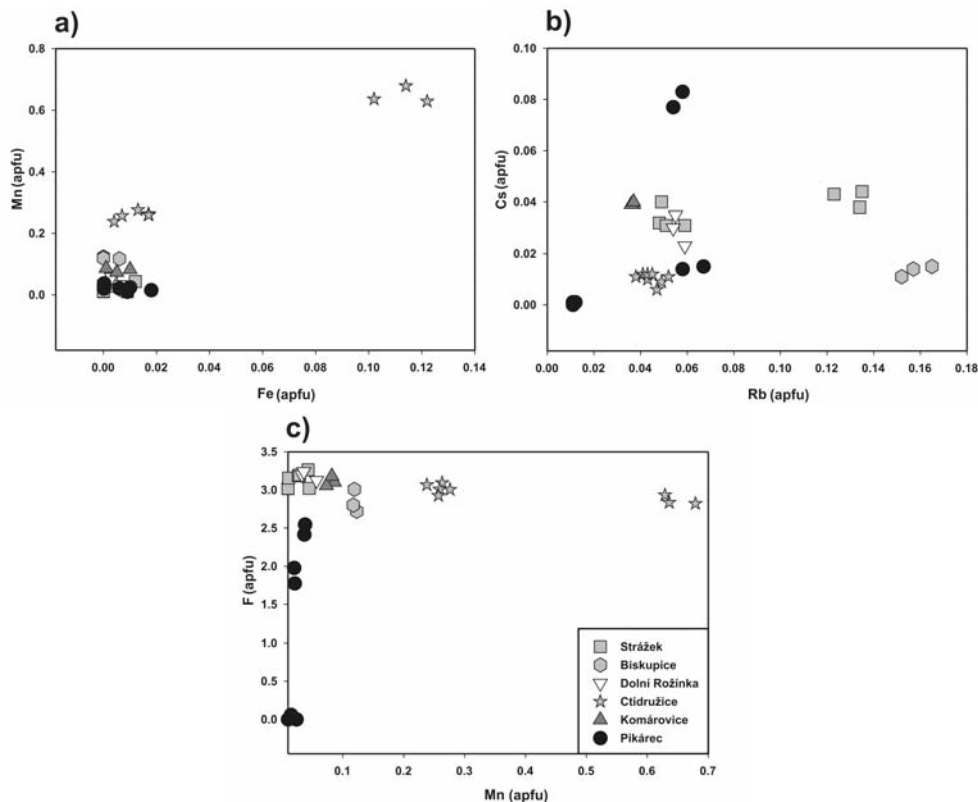 a)
0.8
0.6
0.4
0.2
0.0
Mn (apfu)
0.00 0.02 0.04 0.06 0.08 0.10 0.12 0.14
Fe (apfu)
b)
0.10
0.08
0.06
0.04
0.02
0.00
Cs (apfu)
0.00 0.02 0.04 0.06 0.08 0.10 0.12 0.14 0.16 0.18
Rb (apfu)
c)
3.5
3.0
2.5
2.0
1.5
1.0
0.5
0.0
F (apfu)
0.1 0.2 0.3 0.4 0.5 0.6 0.7
Mn (apfu)
Strážek
Biskupice
Dolní Rožínka
Ctidružice
Komárovice
Pikárec